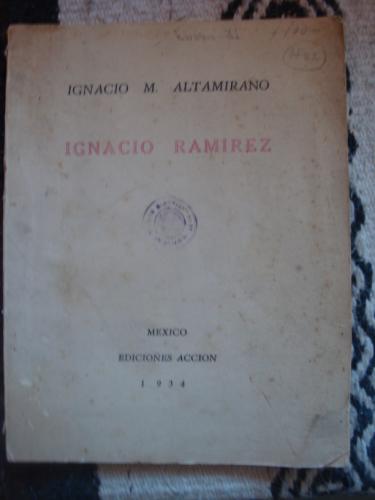 IGNACIO M. ALTAMIRANO
IGNACIO RAMIREZ
MEXICO
EDICIONES ACCION
1934